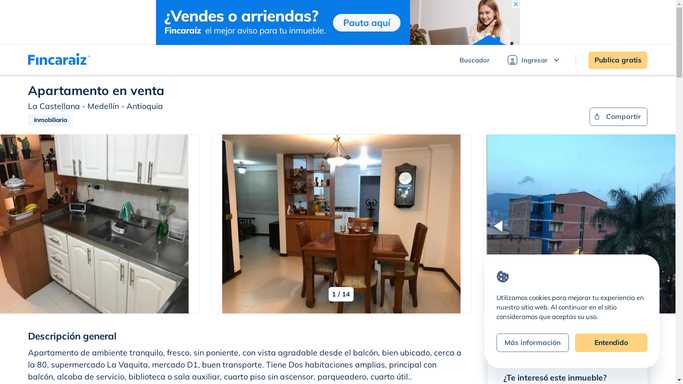 ¿Vendes o arriendas?
Fincaraíz el mejor aviso para tu inmueble.
Pauta aquí
Fincaraíz
Buscador
Ingresar
Publica gratis
Apartamento en venta
La Castellana - Medellín - Antioquia
Inmobiliaria
Compartir
1 / 14
Utilizamos cookies para mejorar tu experiencia en
nuestro sitio web. Al continuar en el sitio
consideramos que aceptas su uso.
Más información
Entendido
Descripción general
Apartamento de ambiente tranquilo, fresco, sin poniente, con vista agradable desde el balcón, bien ubicado, cerca a
la 80, supermercado La Vaquita, mercado D1, buen transporte. Tiene Dos habitaciones amplias, principal con
balcón, alcoba de servicio, biblioteca o sala auxiliar, cuarto piso sin ascensor, parqueadero, cuarto útil..
¿Te interesó este inmueble?